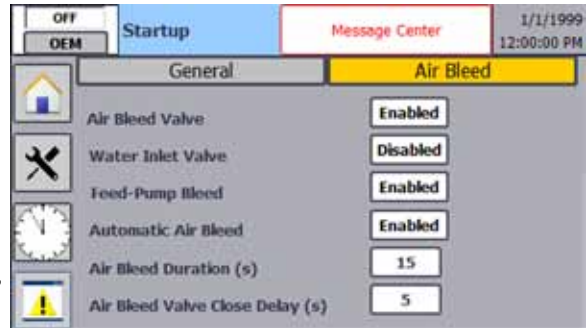 OFF
OEM
Startup
Message Center
1/1/1999
12:00:00 PM
General
Air Bleed
Air Bleed Valve Enabled
Water Inlet Valve Disabled
Feed-Pump Bleed Enabled
Automatic Air Bleed Enabled
Air Bleed Duration (s) 15
Air Bleed Valve Close Delay (s) 5